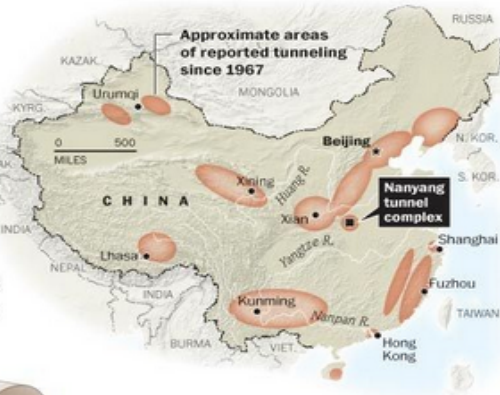 Approximate areas
of reported tunneling
since 1967
RUSSIA
KAZAK.
MONGOLIA
Urumqi
KYRG.
0 500
MILES
Beijing
N. KOR.
S. KOR.
Xining
Huang R.
Nanyang
tunnel
complex
CHINA
Xian
INDIA
Yangtze R.
Shanghai
Lhasa
NEPAL
INDIA
Fuzhou
Kunming
Nanpan R.
TAIWAN
BURMA
VIET.
Hong
Kong